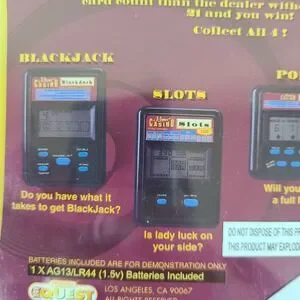 card count than the dealer
21 and you win!
Collect All 4 !
BLACKJACK
CASINO
Blackjack
SLOTS
CASINO
Slots
PO
Do you have what it
takes to get BlackJack?
Is lady luck on
your side?
Will you
a full
BATTERIES INCLUDED ARE FOR DEMONSTRATION ONLY
1 X AG13/LR44 (1.5v) Batteries Included
DO NOT DISPOSE OF THIS PR
THIS PRODUCT MAY EXPLOD
QUEST
LOS ANGELES, CA 90067
ALL RIGHTS RESERVED